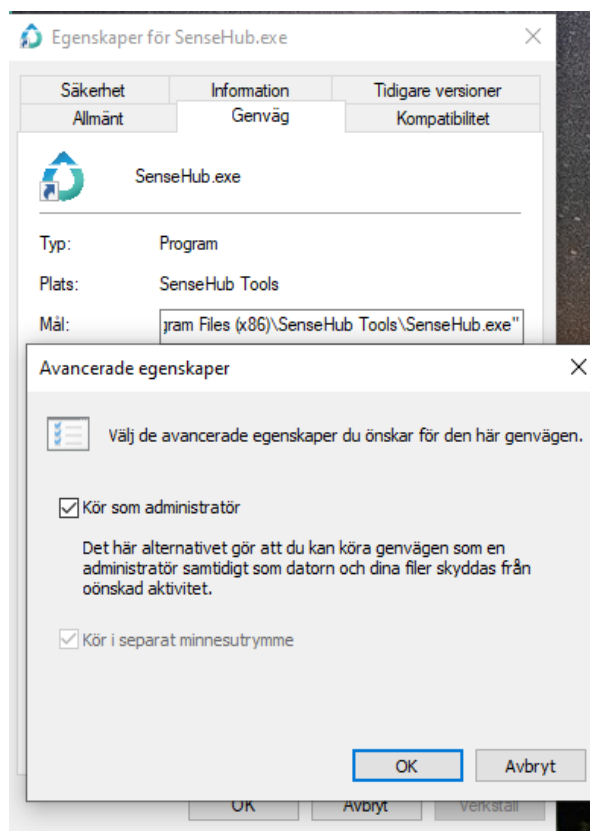 Egenskaper för SenseHub.exe
Säkerhet Information Tidigare versioner
Allmänt Genväg Kompatibilitet
SenseHub.exe
Typ: Program
Plats: SenseHub Tools
Mål: gram Files (x86)\SenseHub Tools\SenseHub.exe"
Avancerade egenskaper
Välj de avancerade egenskaper du önskar för den här genvägen.
Kör som administratör
Det här alternativet gör att du kan köra genvägen som en
administratör samtidigt som datorn och dina filer skyddas från
oönskad aktivitet.
Kör i separat minnesutrymme
OK Avbryt
OK Avbryt Verkställ